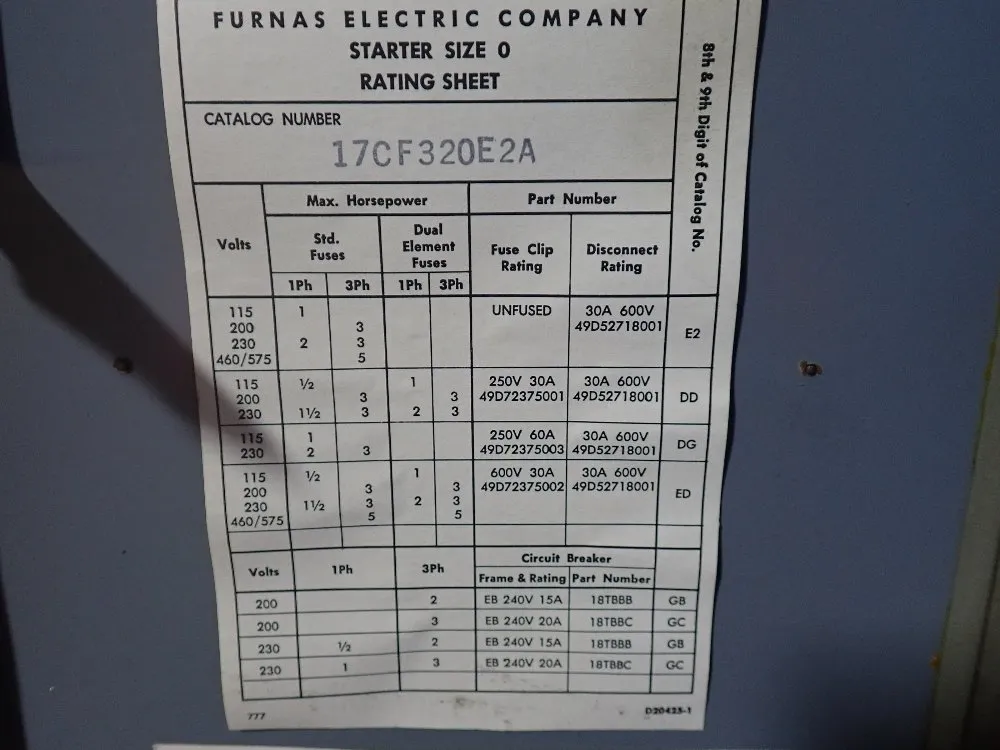 FURNAS ELECTRIC COMPANY
STARTER SIZE 0
RATING SHEET
8th & 9th Digit of Catalog No.
CATALOG NUMBER
17CF320E2A
Volts Max. Horsepower Part Number
Std. Fuses Dual Element Fuses Fuse Clip Rating Disconnect Rating
1Ph 3Ph 1Ph 3Ph
115 1 UNFUSED 30A 600V
200 3 49D52718001
230 2 3 E2
460/575 5
115 ½ 1 250V 30A 30A 600V
200 3 3 49D72375001 49D52718001 DD
230 1½ 3 2 3
115 1 250V 60A 30A 600V DG
230 2 3 49D72375003 49D52718001
115 ½ 1 600V 30A 30A 600V
200 3 3 49D72375002 49D52718001 ED
230 1½ 3 2 3
460/575 5 5
Volts 1Ph 3Ph Circuit Breaker
Frame & Rating Part Number
200 2 EB 240V 15A 18TBBB GB
200 3 EB 240V 20A 18TBBC GC
230 ½ 2 EB 240V 15A 18TBBB GB
230 1 3 EB 240V 20A 18TBBC GC
777 D20425-1